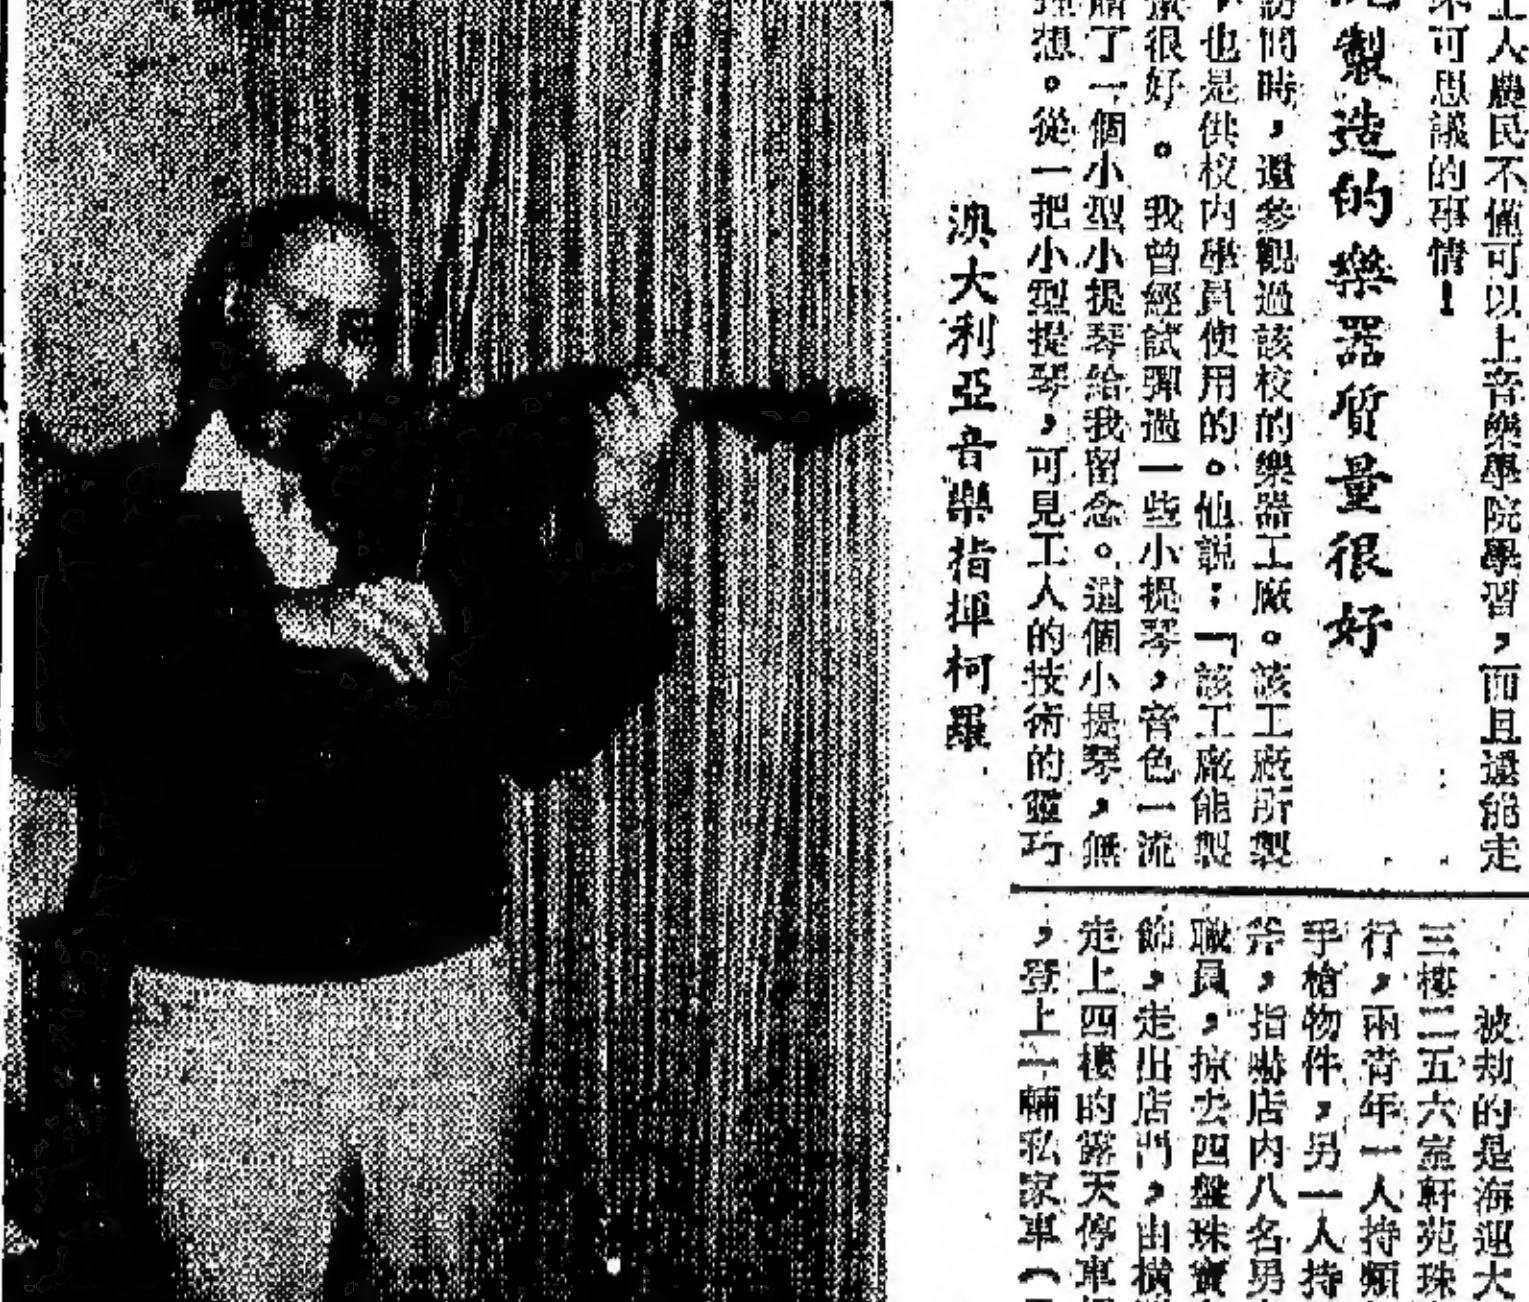 工人農民不僅可以上音樂學院學習，而且還能走
不可思議的事情！
製造的樂器質量很好
訪問時，還參觀過該校的樂器工廠。該工廠所製
，也是供校內學員使用的。他說：「該工廠能製
很好。我曾經試彈過一些小提琴，音色一流
贈了一個小型小提琴給我留念。這個小提琴，無
理想。從一把小型提琴，可見工人的技術的靈巧
澳大利亞音樂指揮柯羅
被劫的是海運大
三樓三五六室軒苑珠
行，兩青年一人持類
手槍物件，另一人持
斧，指嚇店內八名男
職員，掠去四盤珠寶
飾，走出店門，由橫
走上四樓的露天停車
，登上一輛私家車（